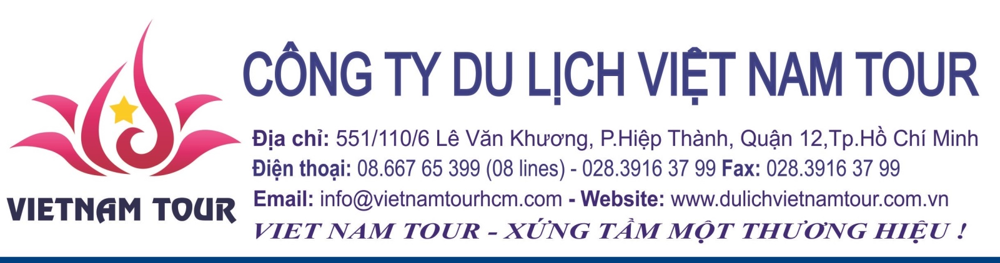 CÔNG TY DU LỊCH VIỆT NAM TOUR
Địa chỉ: 551/110/6 Lê Văn Khương, P.Hiệp Thành, Quận 12,Tp.Hồ Chí Minh
Điện thoại: 08.667 65 399 (08 lines) - 028.3916 37 99 Fax: 028.3916 37 99
Email: info@vietnamtourhcm.com - Website: www.dulichvietnamtour.com.vn
VIET NAM TOUR - XỨNG TẦM MỘT THƯƠNG HIỆU !
VIETNAM TOUR